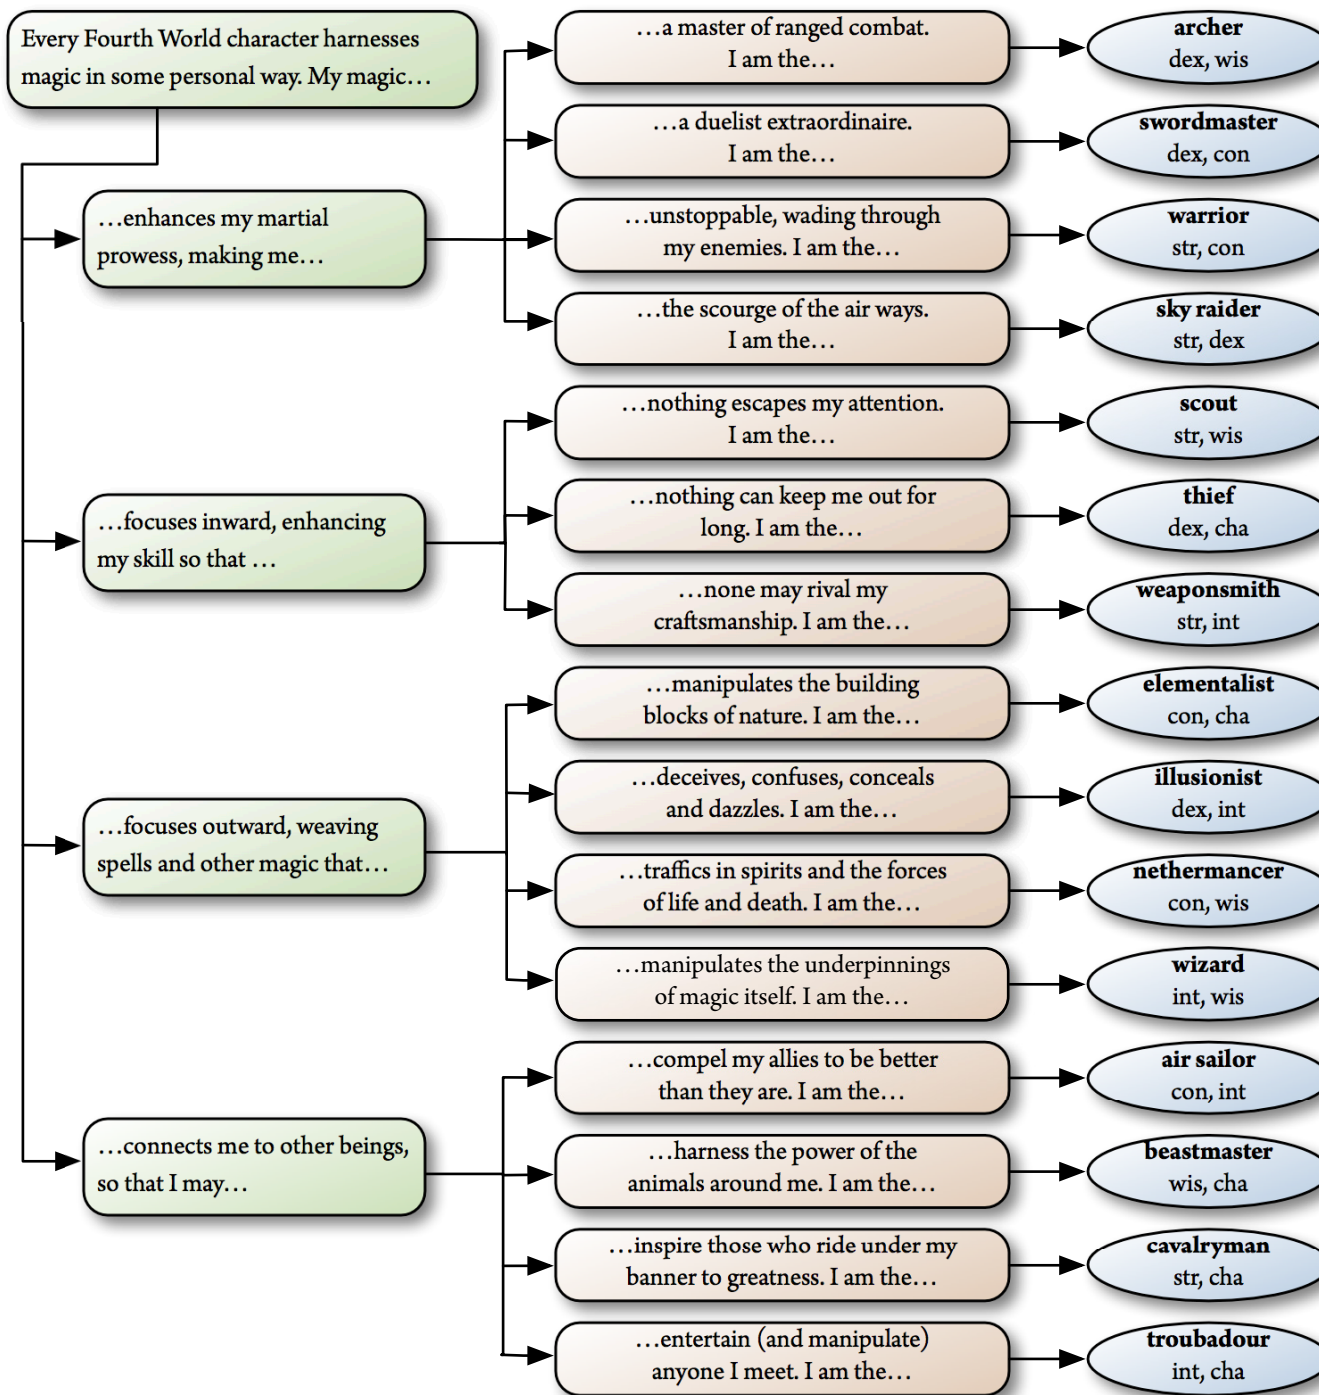 Every Fourth World character harnesses
magic in some personal way. My magic…
…enhances my martial
prowess, making me…
…a master of ranged combat.
I am the…
archer
dex, wis
…a duelist extraordinaire.
I am the…
swordmaster
dex, con
…unstoppable, wading through
my enemies. I am the…
warrior
str, con
…the scourge of the air ways.
I am the…
sky raider
str, dex
…focuses inward, enhancing
my skill so that …
…nothing escapes my attention.
I am the…
scout
str, wis
…nothing can keep me out for
long. I am the…
thief
dex, cha
…none may rival my
craftsmanship. I am the…
weaponsmith
str, int
…focuses outward, weaving
spells and other magic that…
…manipulates the building
blocks of nature. I am the…
elementalist
con, cha
…deceives, confuses, conceals
and dazzles. I am the…
illusionist
dex, int
…traffics in spirits and the forces
of life and death. I am the…
nethermancer
con, wis
…manipulates the underpinnings
of magic itself. I am the…
wizard
int, wis
…connects me to other beings,
so that I may…
…compel my allies to be better
than they are. I am the…
air sailor
con, int
…harness the power of the
animals around me. I am the…
beastmaster
wis, cha
…inspire those who ride under my
banner to greatness. I am the…
cavalryman
str, cha
…entertain (and manipulate)
anyone I meet. I am the…
troubadour
int, cha